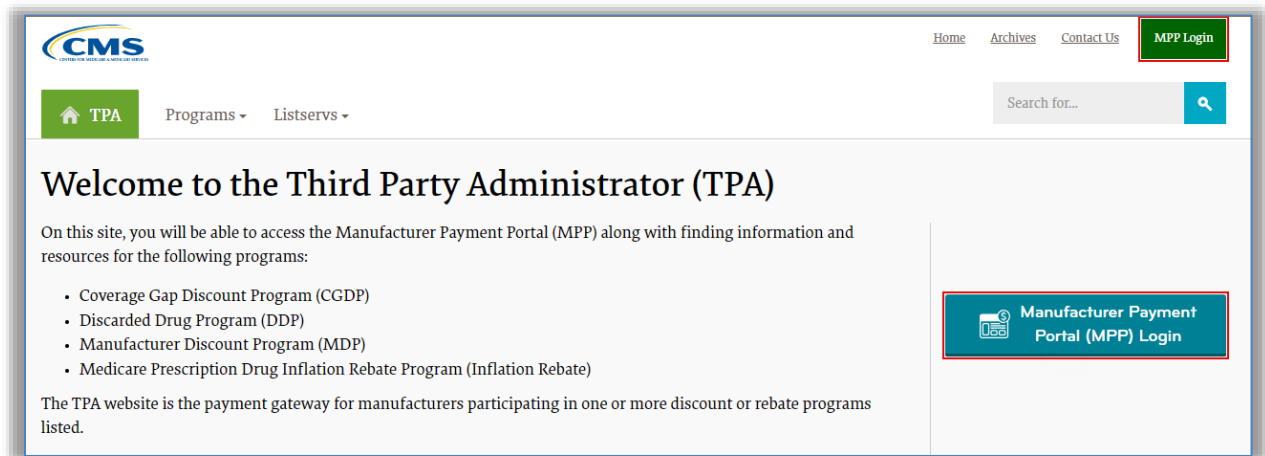 CMS
CENTERS FOR MEDICARE & MEDICAID SERVICES
Home Archives Contact Us MPP Login
TPA Programs Listservs Search for...
Welcome to the Third Party Administrator (TPA)
On this site, you will be able to access the Manufacturer Payment Portal (MPP) along with finding information and
resources for the following programs:
• Coverage Gap Discount Program (CGDP)
• Discarded Drug Program (DDP)
• Manufacturer Discount Program (MDP)
• Medicare Prescription Drug Inflation Rebate Program (Inflation Rebate)
The TPA website is the payment gateway for manufacturers participating in one or more discount or rebate programs
listed.
Manufacturer Payment
Portal (MPP) Login